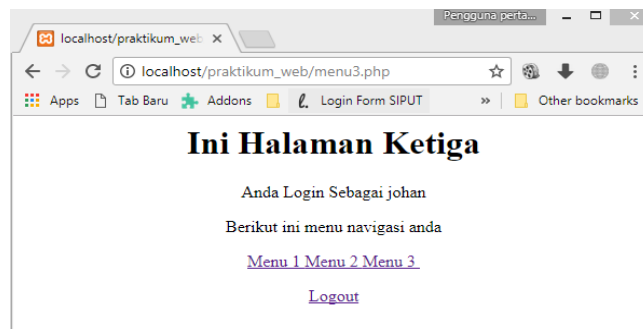 Pengguna perta...
localhost/praktikum_web
localhost/praktikum_web/menu3.php
Apps Tab Baru Addons Login Form SIPUT » Other bookmarks
Ini Halaman Ketiga
Anda Login Sebagai johan
Berikut ini menu navigasi anda
Menu 1 Menu 2 Menu 3
Logout